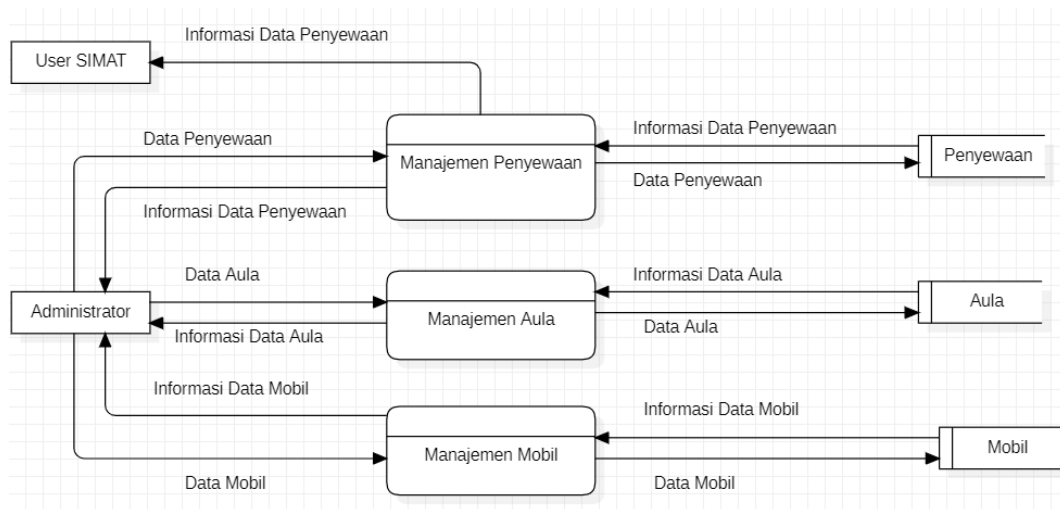 Informasi Data Penyewaan
User SIMAT
Data Penyewaan
Informasi Data Penyewaan
Manajemen Penyewaan
Penyewaan
Data Penyewaan
Informasi Data Penyewaan
Data Aula
Informasi Data Aula
Administrator
Manajemen Aula
Aula
Informasi Data Aula
Data Aula
Informasi Data Mobil
Informasi Data Mobil
Manajemen Mobil
Mobil
Data Mobil
Data Mobil